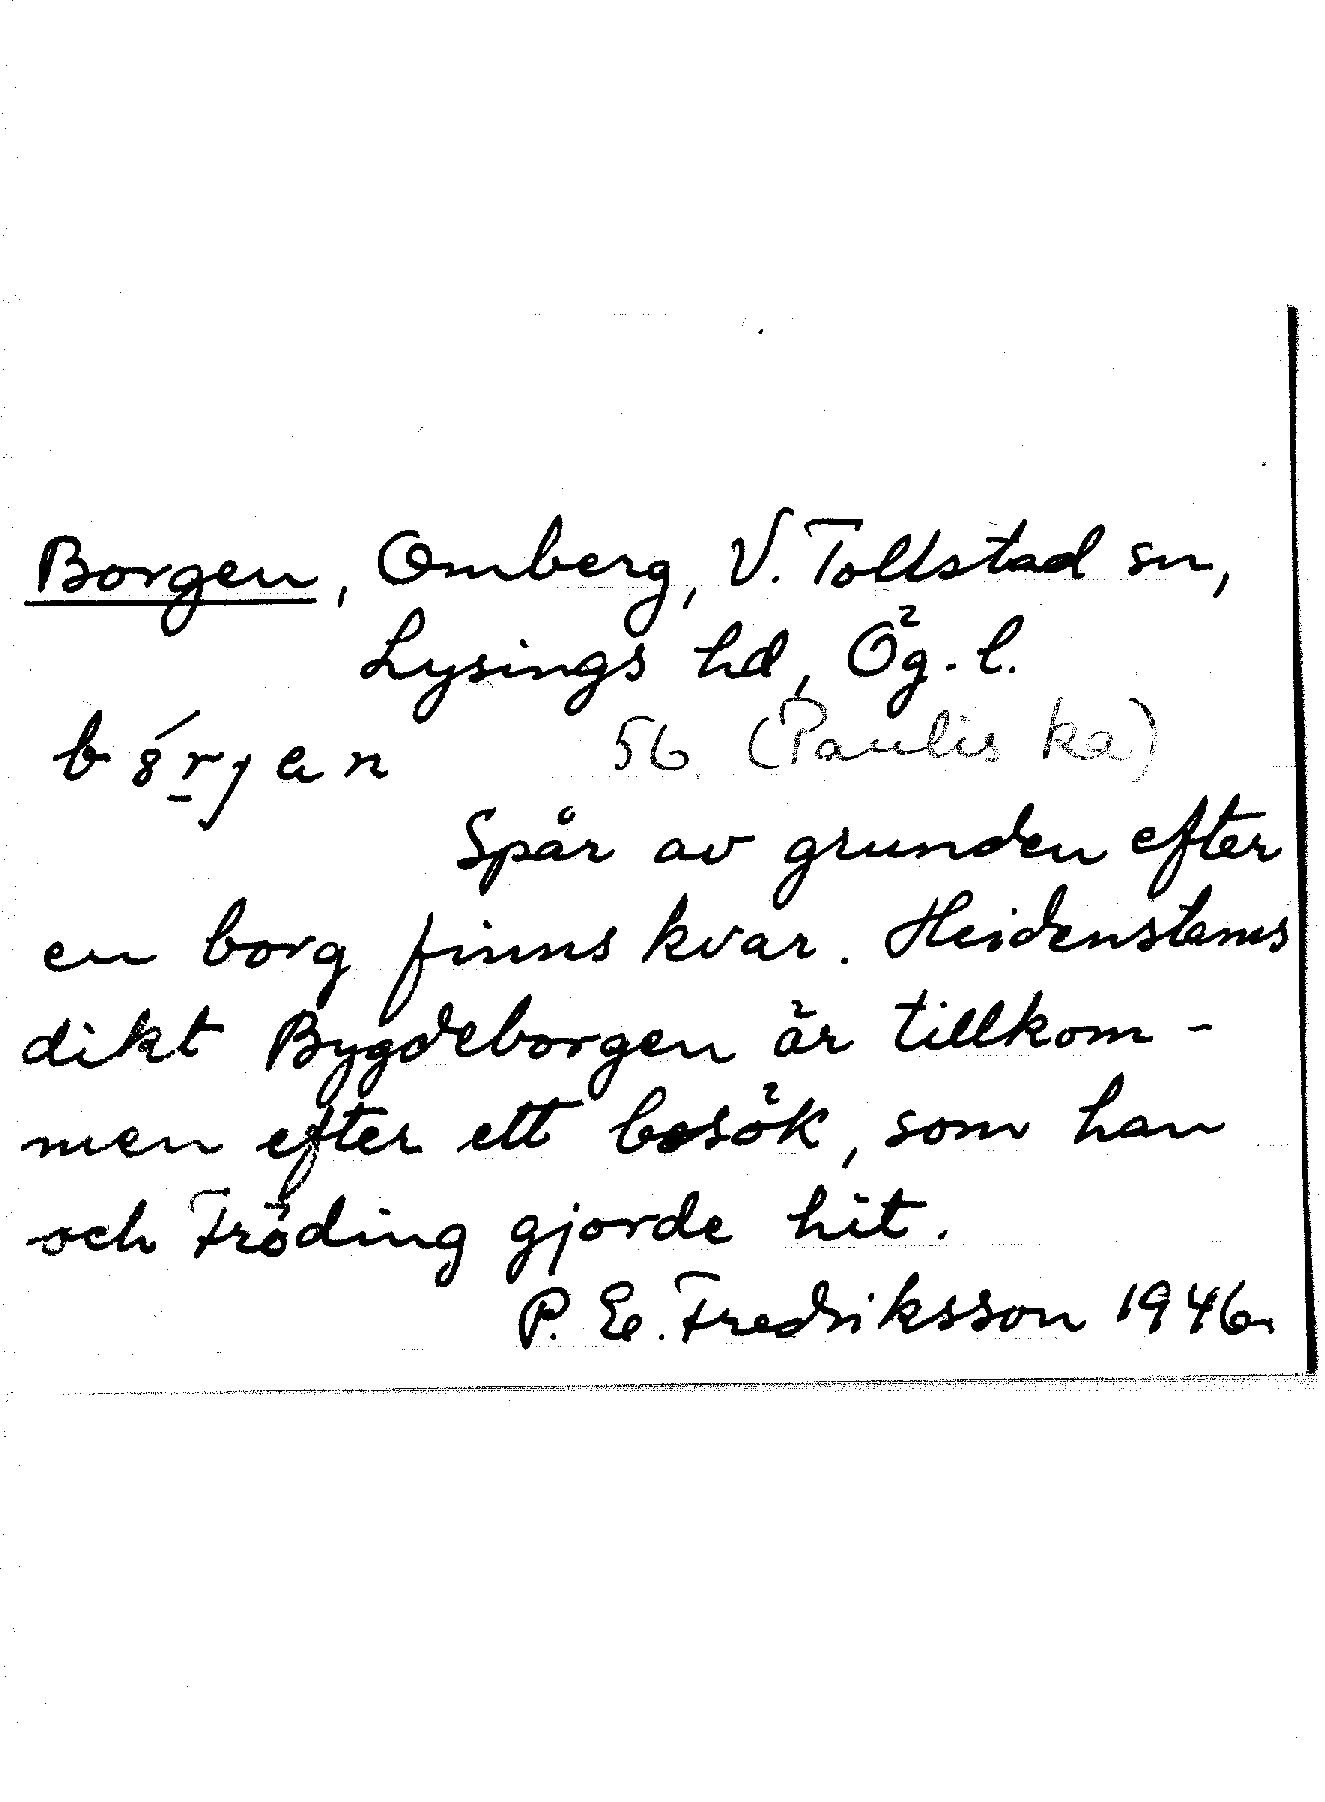 Borgen, Omberg, V. Tollstad sn,
Lysings hd, Ög. l.
56 (Paulis ka)
Spår av grunden efter
en borg finns kvar. Heidenstams
dikt Bygdeborgen är tillkom-
men efter ett besök, som han
och Fröding gjorde hit.
P. E. Fredriksson 1946.